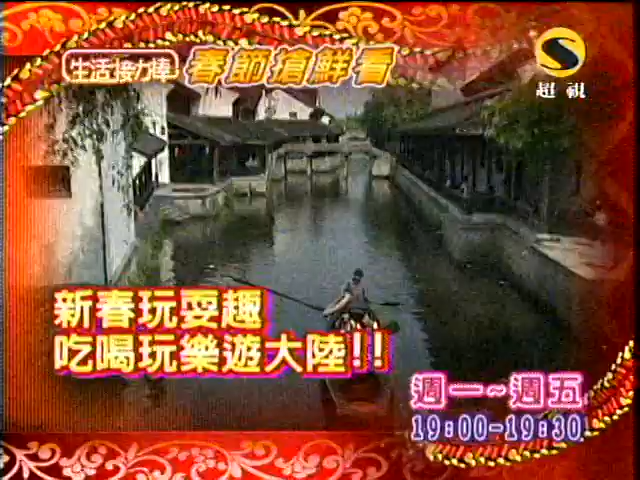 生活接力棒 春節搶鮮看
S
超視
新春玩耍趣
吃喝玩樂遊大陸!!
週一~週五
19:00-19:30